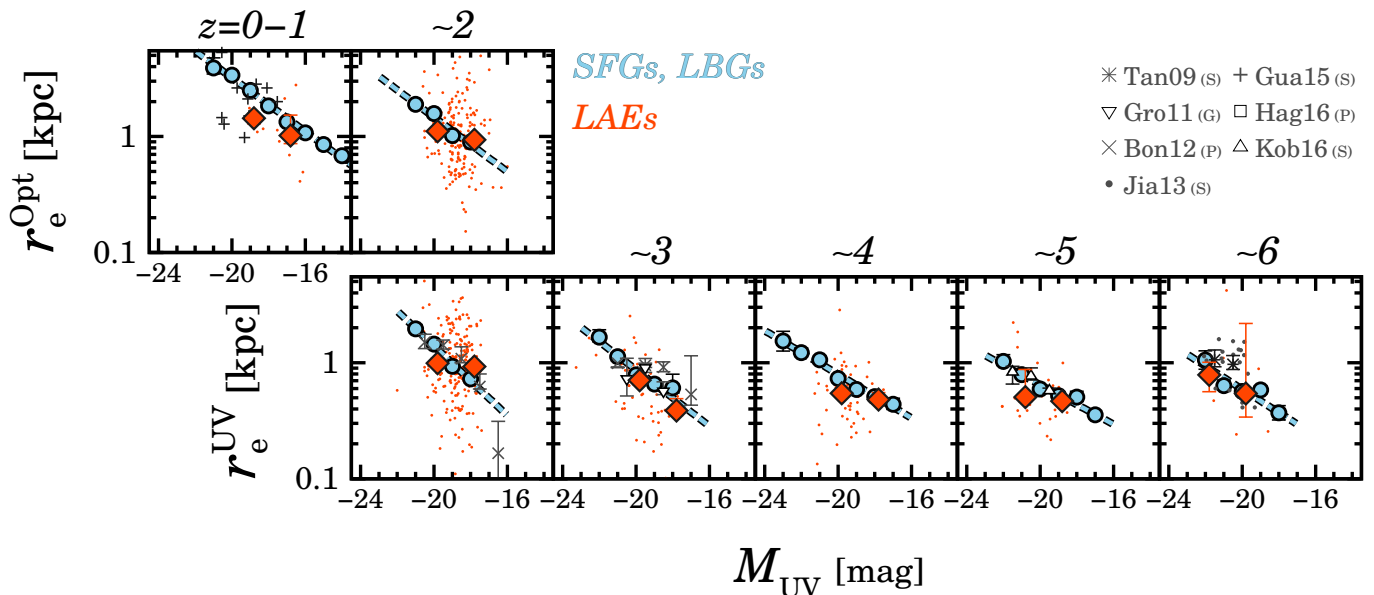 z=0−1 ~2
SFGs, LBGs
LAEs
Tan09 (S) Gua15 (S)
Gro11 (G) Hag16 (P)
Bon12 (P) Kob16 (S)
Jia13 (S)
r_e^Opt [kpc]
1
0.1
−24 −20 −16
~3 ~4 ~5 ~6
r_e^UV [kpc]
1
0.1
−24 −20 −16 −24 −20 −16 −24 −20 −16 −24 −20 −16 −24 −20 −16
M_UV [mag]